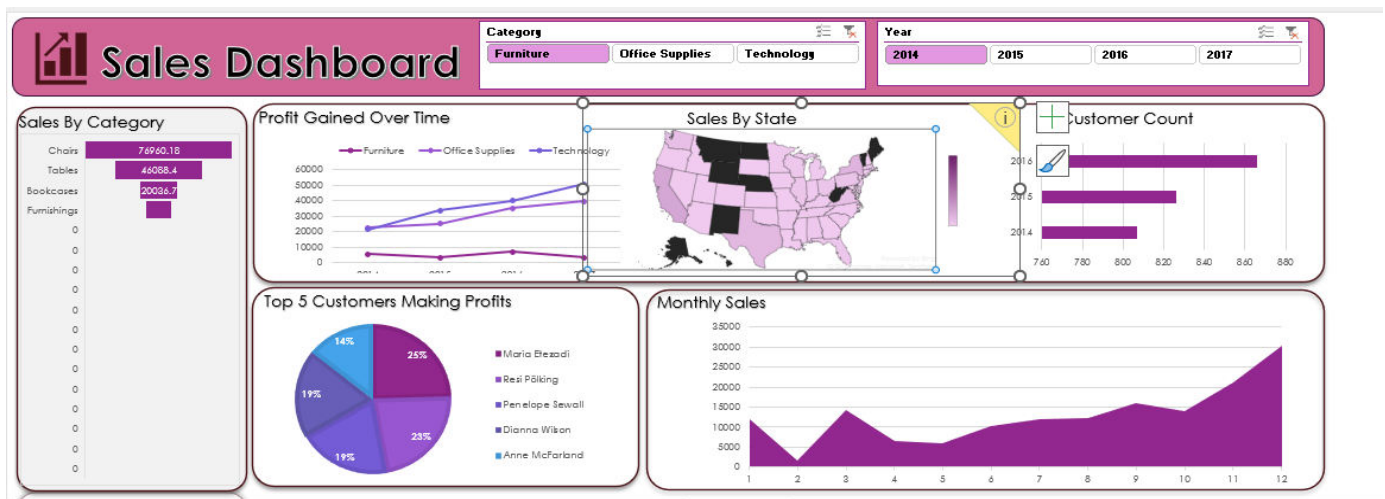 Sales Dashboard
Category
Furniture Office Supplies Technology
Year
2014 2015 2016 2017
Sales By Category
Chairs 76960.18
Tables 46088.4
Bookcases 20036.7
Furnishings
0
0
0
0
0
0
0
0
0
0
0
0
0
Profit Gained Over Time
Furniture Office Supplies Technology
60000
50000
40000
30000
20000
10000
0
Sales By State
Customer Count
2016
2015
2014
760 780 800 820 840 860 880
Top 5 Customers Making Profits
14%
25%
19%
23%
19%
Maria Etezadi
Resi Pölking
Penelope Sewall
Dianna Wilson
Anne McFarland
Monthly Sales
35000
30000
25000
20000
15000
10000
5000
0
1 2 3 4 5 6 7 8 9 10 11 12